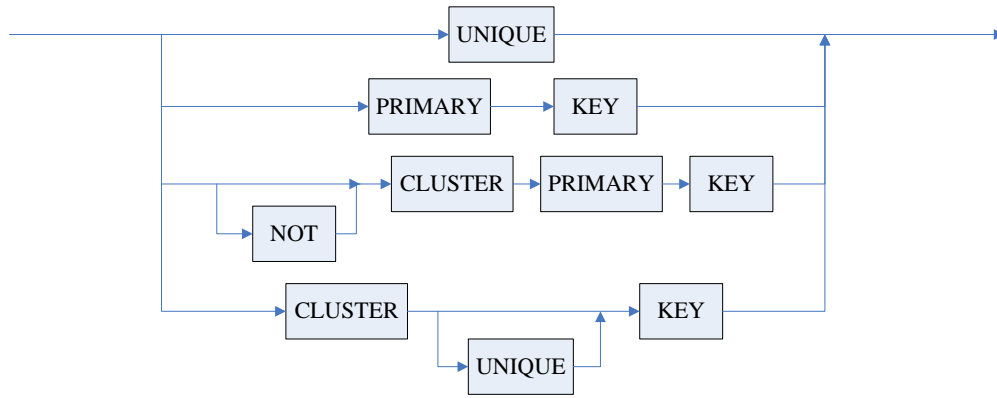 UNIQUE
PRIMARY KEY
CLUSTER PRIMARY KEY
NOT
CLUSTER KEY
UNIQUE